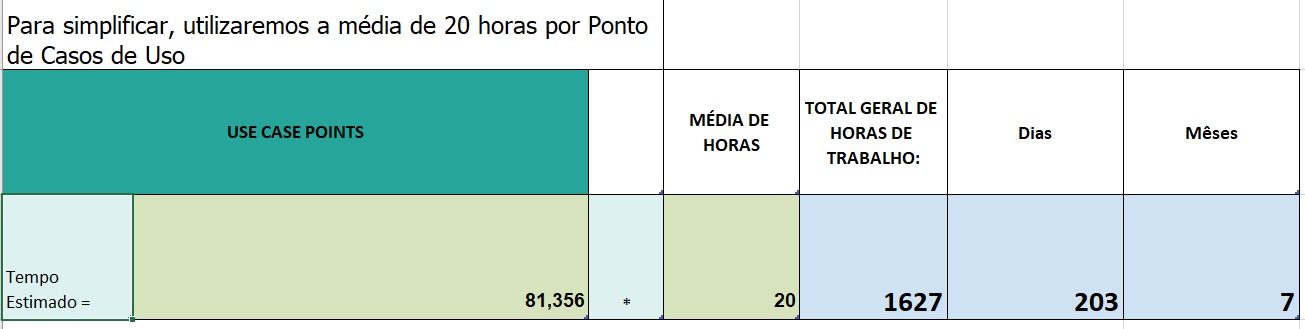 Para simplificar, utilizaremos a média de 20 horas por Ponto
de Casos de Uso
USE CASE POINTS
MÉDIA DE
HORAS
TOTAL GERAL DE
HORAS DE
TRABALHO:
Dias
Mêses
Tempo
Estimado =
81,356
*
20
1627
203
7